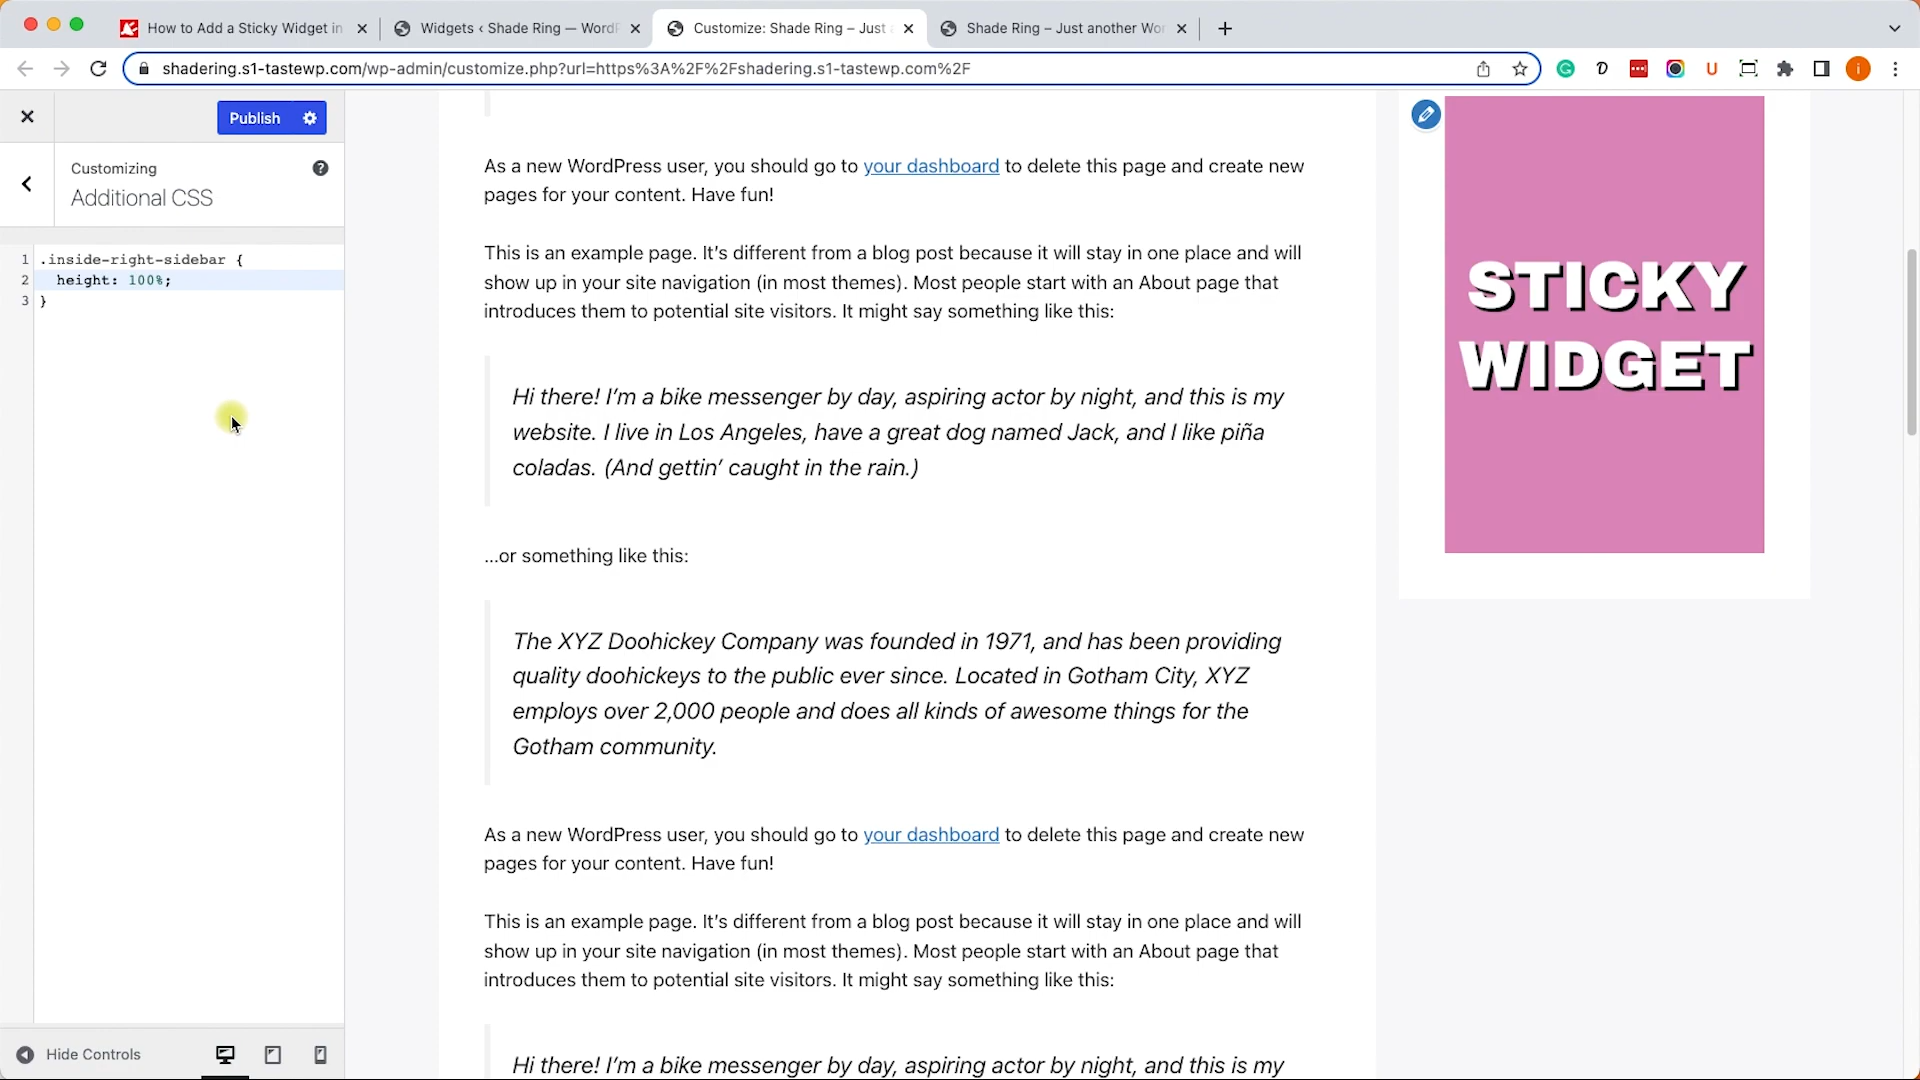 How to Add a Sticky Widget in
Widgets ‹ Shade Ring — WordP
Customize: Shade Ring – Just
Shade Ring – Just another Wo
shadering.s1-tastewp.com/wp-admin/customize.php?url=https%3A%2F%2Fshadering.s1-tastewp.com%2F
Publish
Customizing
Additional CSS
1 .inside-right-sidebar {
2 height: 100%;
3 }
Hide Controls
As a new WordPress user, you should go to your dashboard to delete this page and create new
pages for your content. Have fun!
This is an example page. It’s different from a blog post because it will stay in one place and will
show up in your site navigation (in most themes). Most people start with an About page that
introduces them to potential site visitors. It might say something like this:
Hi there! I’m a bike messenger by day, aspiring actor by night, and this is my
website. I live in Los Angeles, have a great dog named Jack, and I like piña
coladas. (And gettin’ caught in the rain.)
…or something like this:
The XYZ Doohickey Company was founded in 1971, and has been providing
quality doohickeys to the public ever since. Located in Gotham City, XYZ
employs over 2,000 people and does all kinds of awesome things for the
Gotham community.
As a new WordPress user, you should go to your dashboard to delete this page and create new
pages for your content. Have fun!
This is an example page. It’s different from a blog post because it will stay in one place and will
show up in your site navigation (in most themes). Most people start with an About page that
introduces them to potential site visitors. It might say something like this:
Hi there! I’m a bike messenger by day, aspiring actor by night, and this is my
STICKY
WIDGET